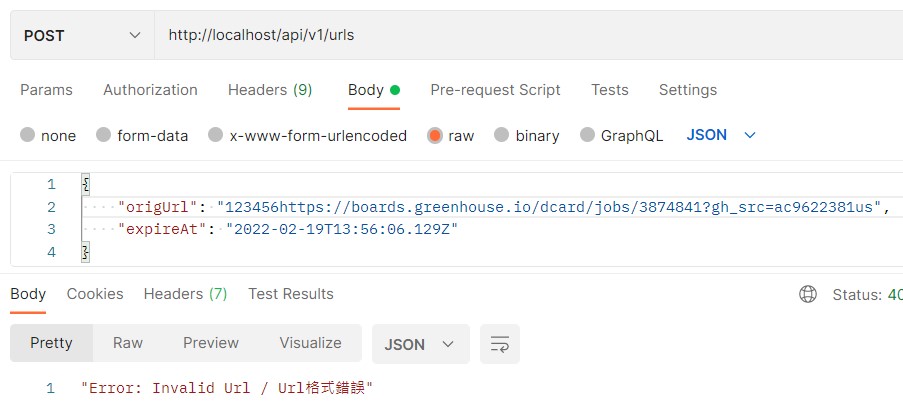 POST http://localhost/api/v1/urls
Params Authorization Headers (9) Body Pre-request Script Tests Settings
none form-data x-www-form-urlencoded raw binary GraphQL JSON
1 {
2 "origUrl": "123456https://boards.greenhouse.io/dcard/jobs/3874841?gh_src=ac9622381us",
3 "expireAt": "2022-02-19T13:56:06.129Z"
4 }
Body Cookies Headers (7) Test Results Status: 40
Pretty Raw Preview Visualize JSON
1 "Error: Invalid Url / Url格式錯誤"